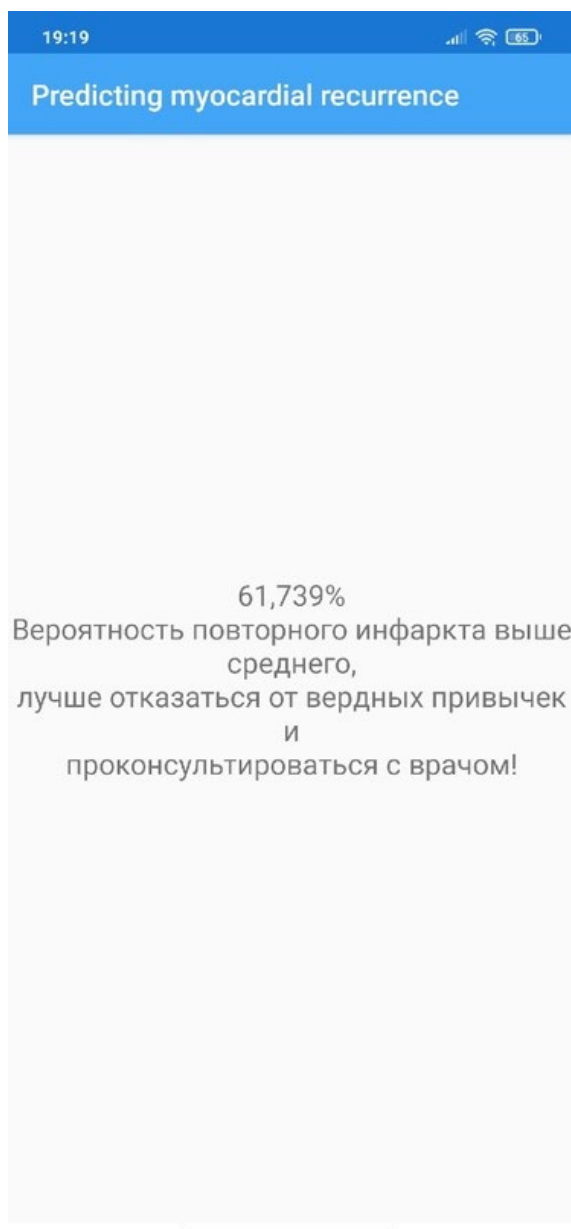 19:19
65
Predicting myocardial recurrence
61,739%
Вероятность повторного инфаркта выше
среднего,
лучше отказаться от вердных привычек
и
проконсультироваться с врачом!